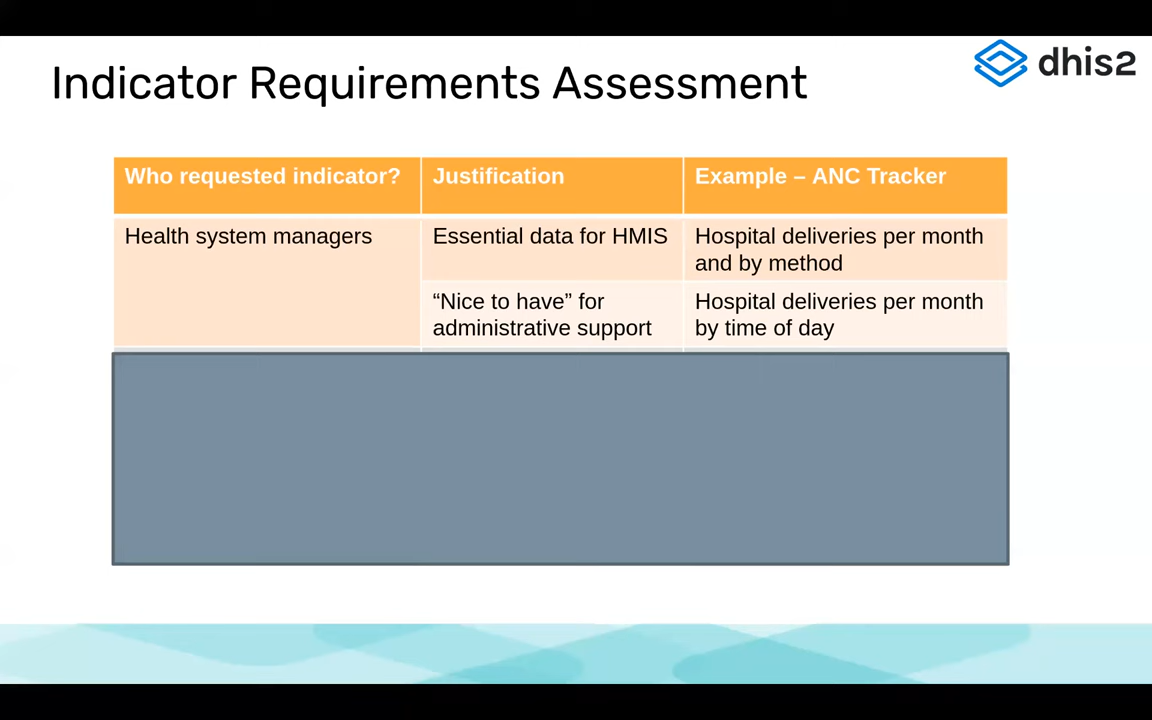 dhis2
Indicator Requirements Assessment
Who requested indicator?
Justification
Example – ANC Tracker
Health system managers
Essential data for HMIS
Hospital deliveries per month
and by method
“Nice to have” for
administrative support
Hospital deliveries per month
by time of day